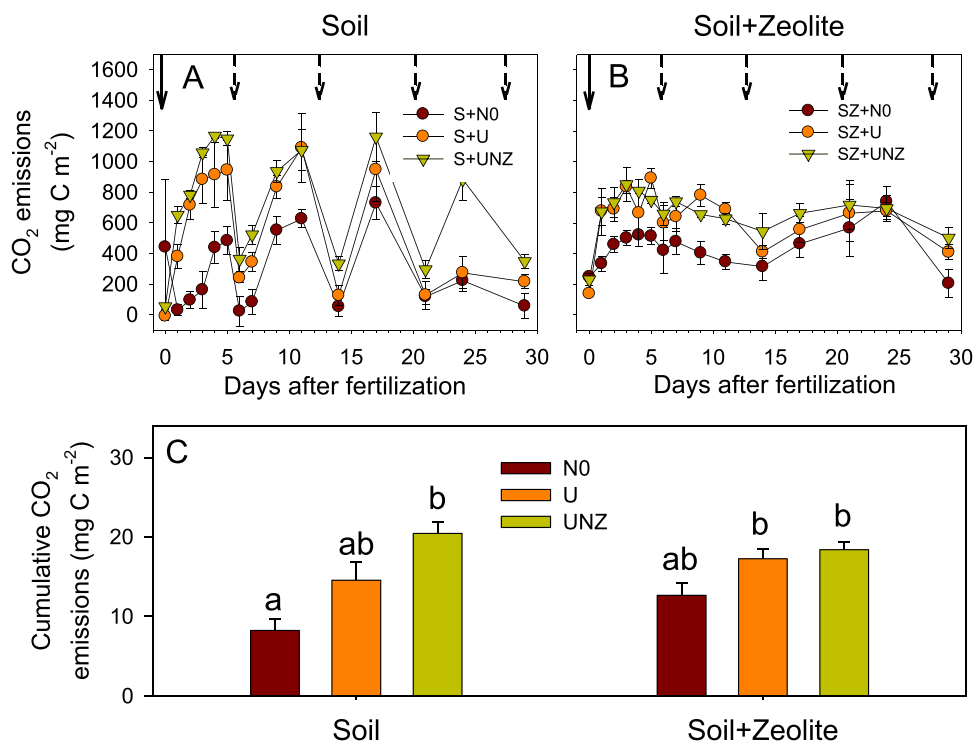 Soil
Soil+Zeolite
CO2 emissions
(mg C m-2)
1600
1400
1200
1000
800
600
400
200
0
A
S+N0
S+U
S+UNZ
0 5 10 15 20 25 30
Days after fertilization
B
SZ+N0
SZ+U
SZ+UNZ
0 5 10 15 20 25 30
Days after fertilization
Cumulative CO2
emissions (mg C m-2)
30
20
10
0
C
N0
U
UNZ
a
ab
b
ab
b
b
Soil
Soil+Zeolite